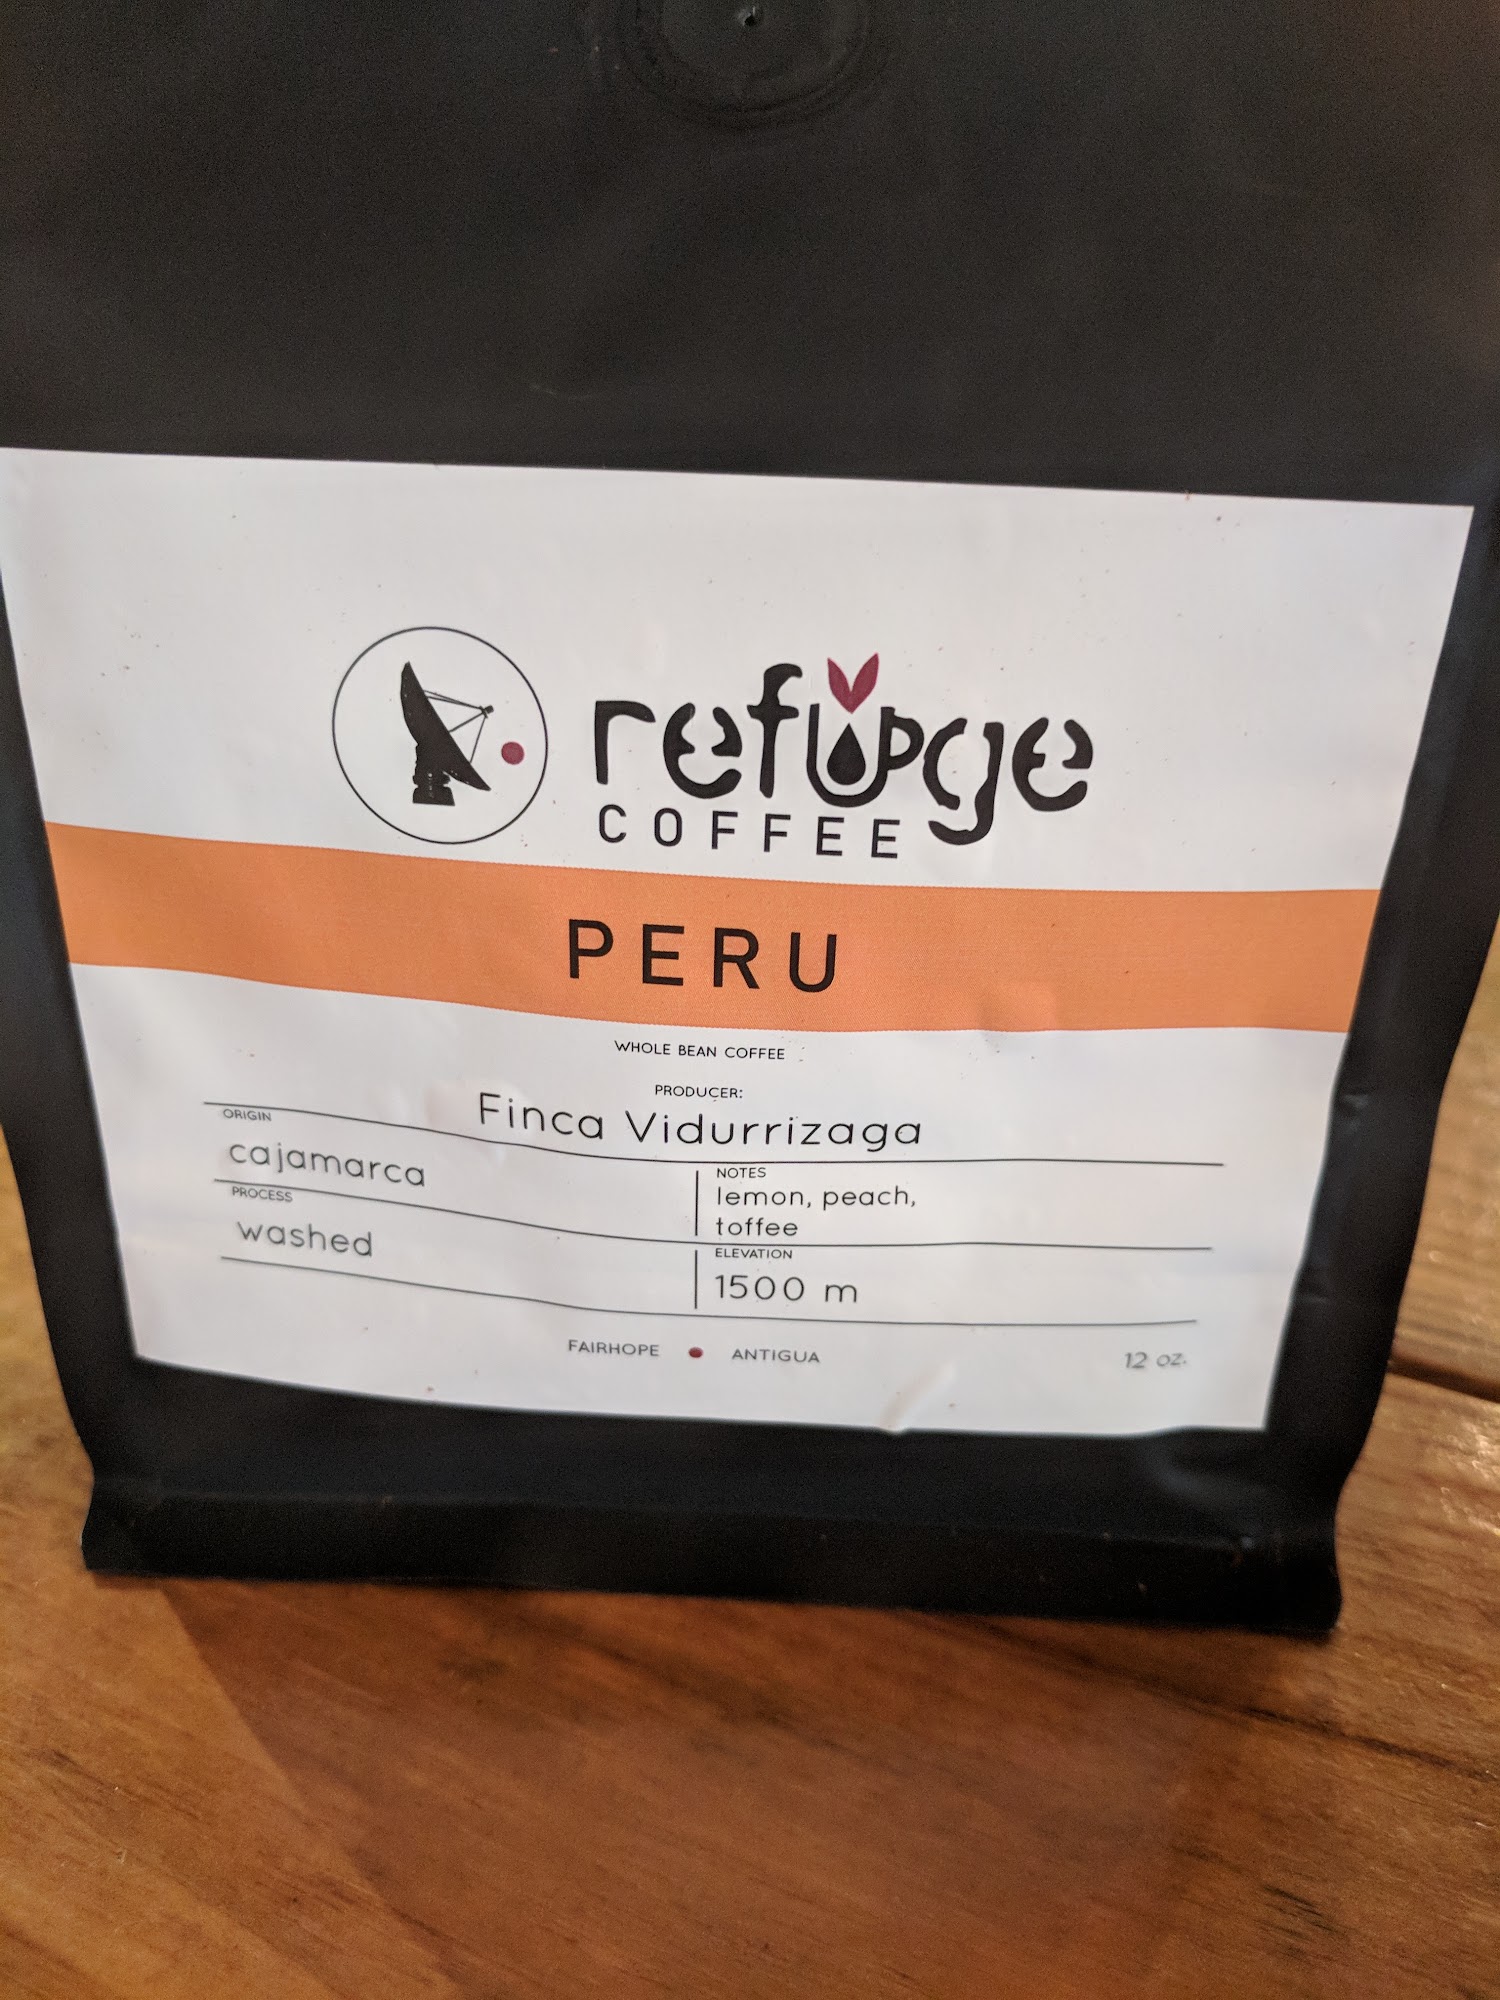 refuge
COFFEE
PERU
WHOLE BEAN COFFEE
PRODUCER:
Finca Vidurrizaga
ORIGIN
cajamarca
PROCESS
washed
NOTES
lemon, peach,
toffee
ELEVATION
1500 m
FAIRHOPE • ANTIGUA
12 oz.